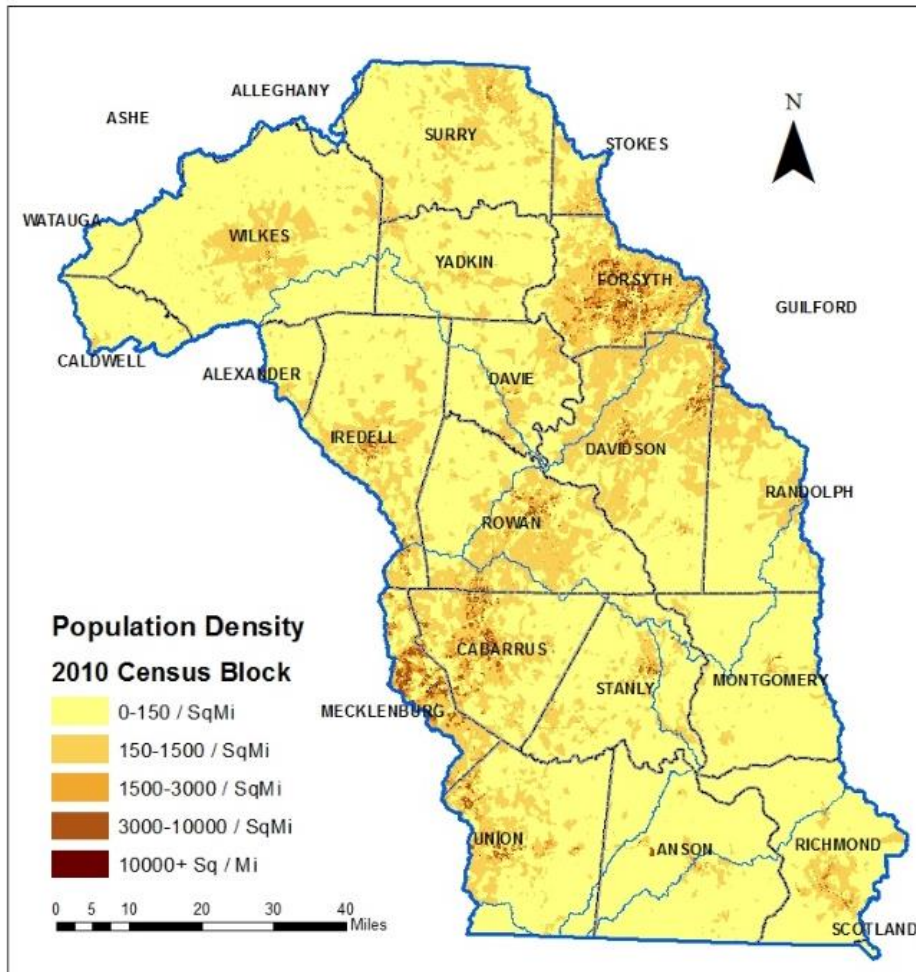 ALLEGHANY
ASHE
N
SURRY
STOKES
WATAUGA
WILKES
YADKIN
FORSYTH
GUILFORD
CALDWELL
ALEXANDER
DAVIE
IREDELL
DAVIDSON
RANDOLPH
ROWAN
Population Density
2010 Census Block
0-150 / SqMi
150-1500 / SqMi
1500-3000 / SqMi
3000-10000 / SqMi
10000+ Sq / Mi
0 5 10 20 30 40
Miles
CABARRUS
STANLY
MONTGOMERY
MECKLENBURG
UNION
ANSON
RICHMOND
SCOTLAND